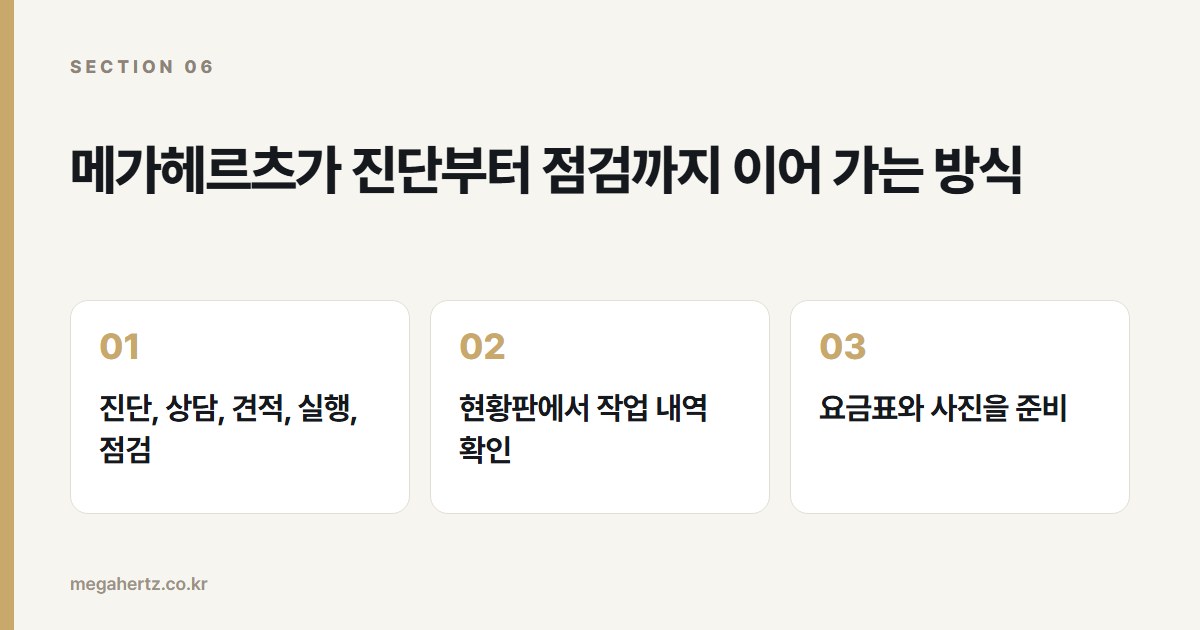 SECTION 06
메가헤르츠가 진단부터 점검까지 이어 가는 방식
01
진단, 상담, 견적, 실행,
점검
02
현황판에서 작업 내역
확인
03
요금표와 사진을 준비
megahertz.co.kr